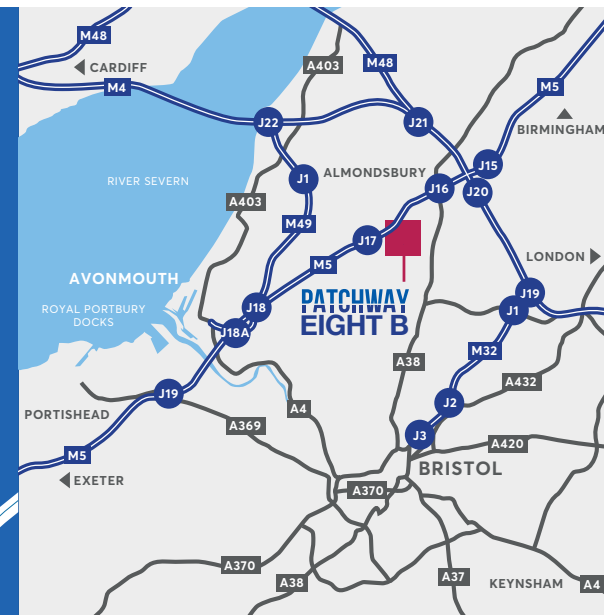 M48
CARDIFF
M4
A403
M48
M5
BIRMINGHAM
J22
J21
J15
J1
ALMONDSBURY
J16
J20
RIVER SEVERN
A403
M49
J17
M5
LONDON
AVONMOUTH
J18
J19
J1
ROYAL PORTBURY
DOCKS
PATCHWAY
EIGHT B
J18A
M32
A38
A432
J19
J2
PORTISHEAD
A4
A369
J3
A420
M5
BRISTOL
EXETER
A370
A370
A38
A37
KEYNSHAM
A4